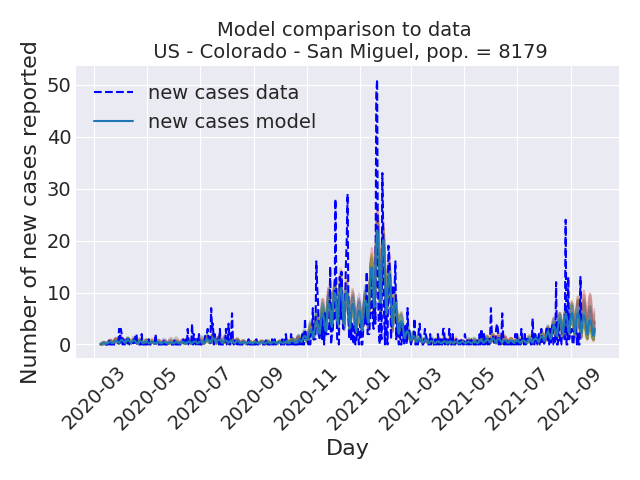 Model comparison to data
US - Colorado - San Miguel, pop. = 8179
Number of new cases reported
50
40
30
20
10
0
new cases data
new cases model
2020-03
2020-05
2020-07
2020-09
2020-11
2021-01
2021-03
2021-05
2021-07
2021-09
Day